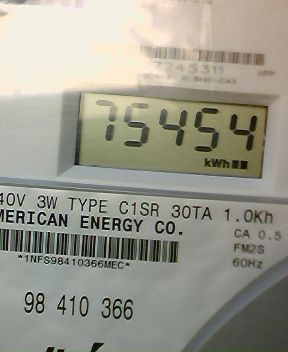 75454
kWh
40V 3W TYPE C1SR 30TA 1.0Kh
MERICAN ENERGY CO.
CA 0.5
FM2S
60Hz
*1NFS98410366MEC*
98 410 366